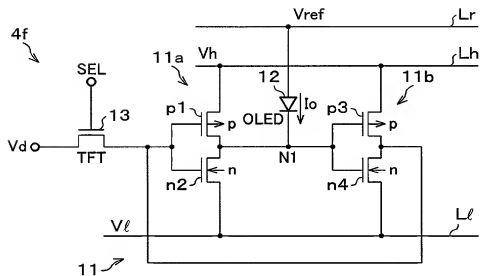 Vref
Lr
4f
11a
Vh
Lh
SEL
12
11b
13
p1
Io
p3
p
OLED
p
Vd
TFT
n2
n
N1
n4
n
Vℓ
Lℓ
11